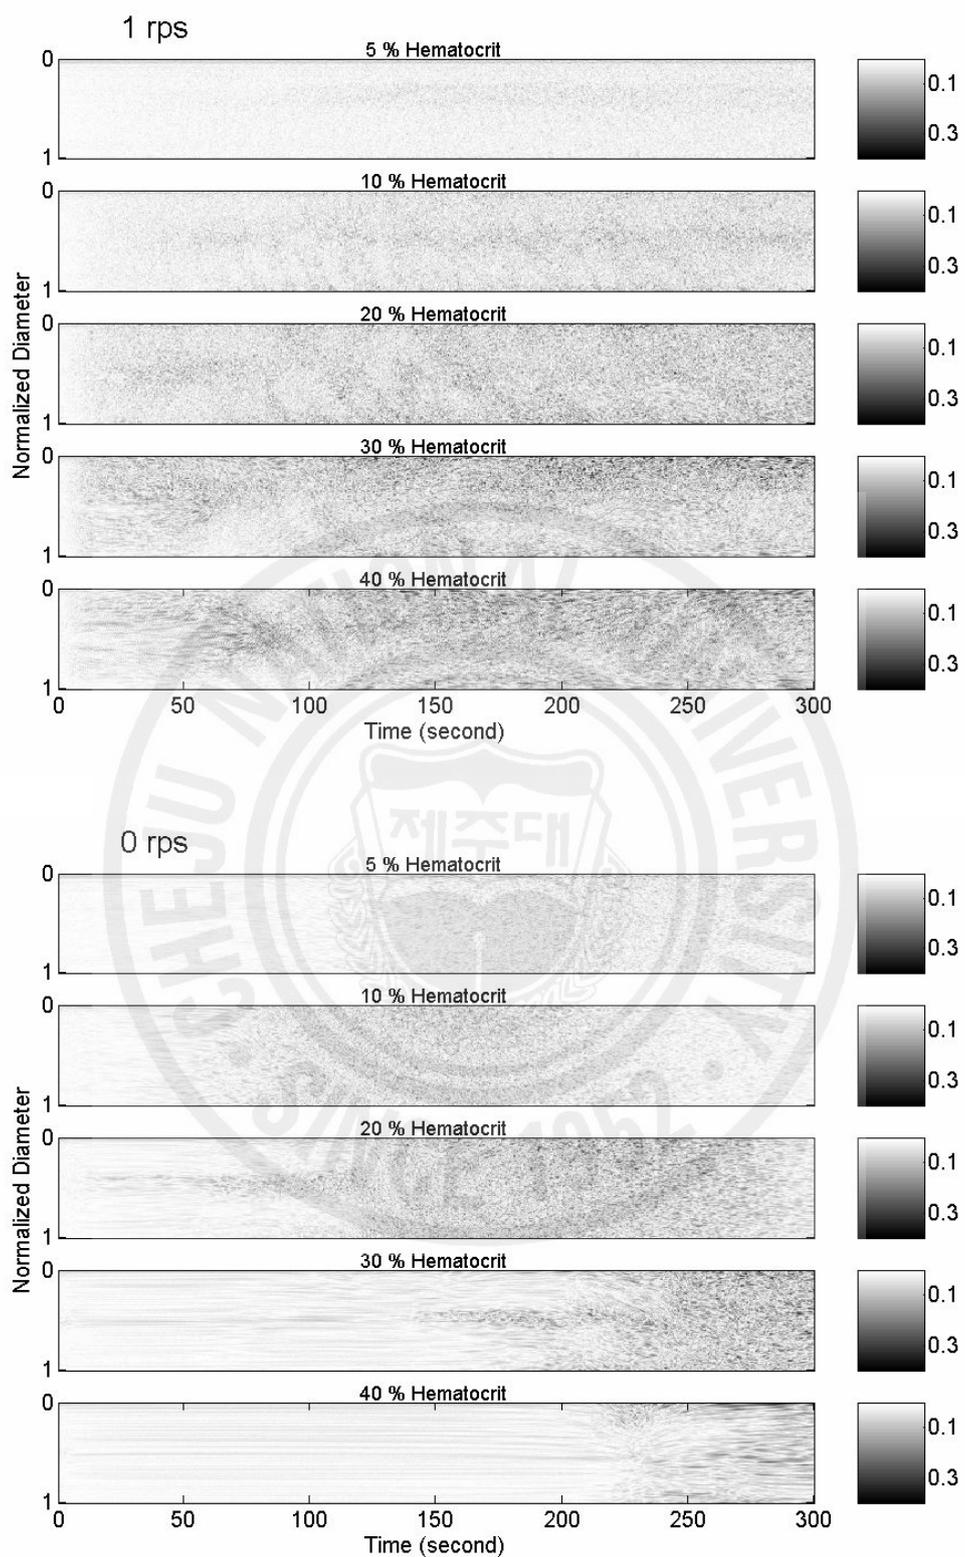 1 rps
5 % Hematocrit
0
1
0.1
0.3
10 % Hematocrit
0
1
0.1
0.3
20 % Hematocrit
0
1
0.1
0.3
30 % Hematocrit
0
1
0.1
0.3
40 % Hematocrit
0
1
0.1
0.3
Normalized Diameter
0 50 100 150 200 250 300
Time (second)
0 rps
5 % Hematocrit
0
1
0.1
0.3
10 % Hematocrit
0
1
0.1
0.3
20 % Hematocrit
0
1
0.1
0.3
30 % Hematocrit
0
1
0.1
0.3
40 % Hematocrit
0
1
0.1
0.3
Normalized Diameter
0 50 100 150 200 250 300
Time (second)
CHEJU NATIONAL UNIVERSITY
제주대
SINCE 1952